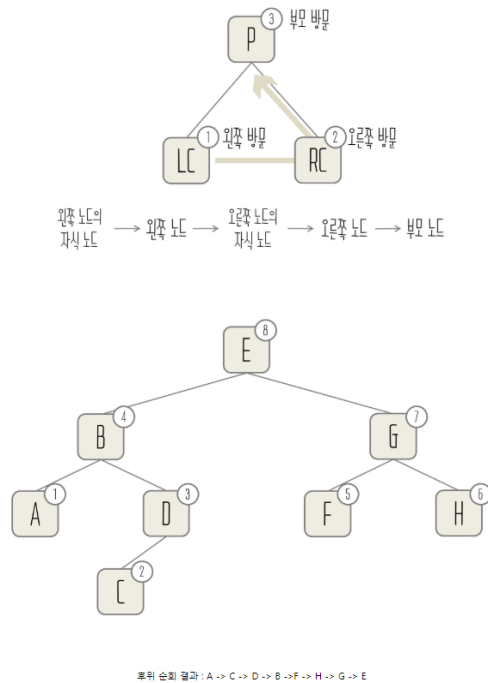 ③ 부모 방문
P
① 왼쪽 방문
② 오른쪽 방문
LC
RC
왼쪽 노드의 자식 노드 → 왼쪽 노드 → 오른쪽 노드의 자식 노드 → 오른쪽 노드 → 부모 노드
8
E
4
B
7
G
1
A
3
D
5
F
6
H
2
C
후위 순회 결과 : A -> C -> D -> B ->F -> H -> G -> E